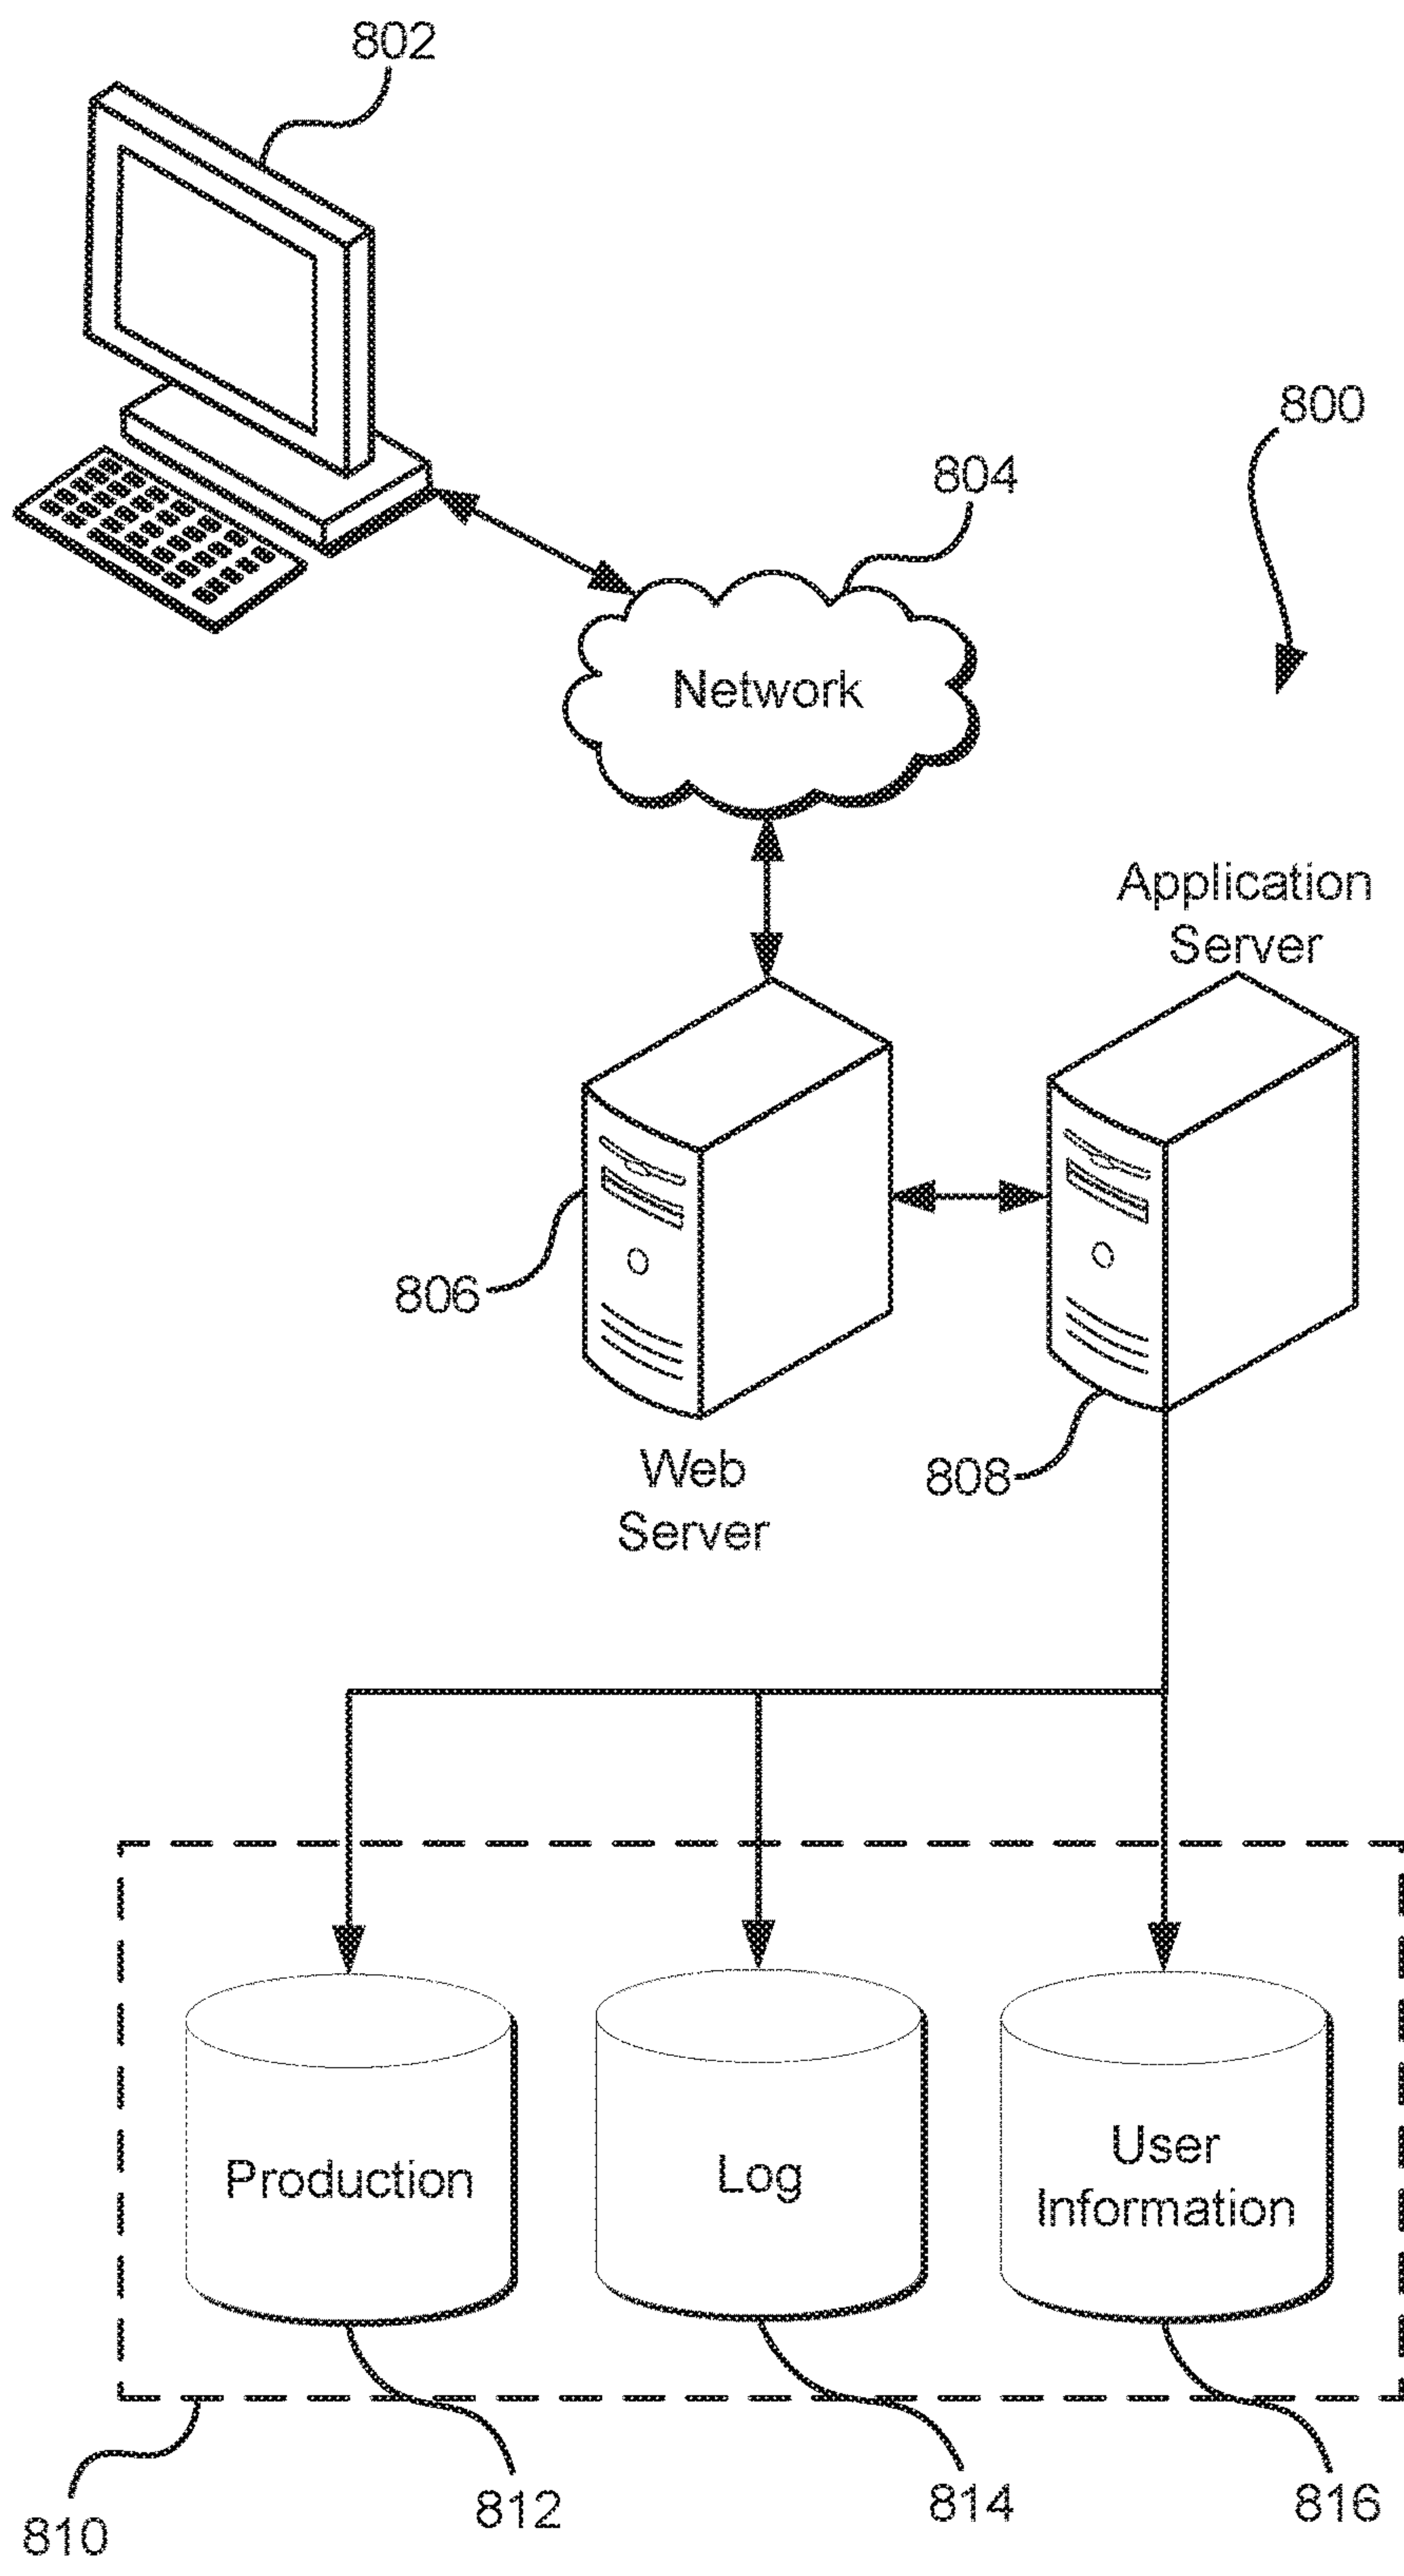 802
800
804
Network
Application
Server
806
808
Web
Server
Production
Log
User
Information
810
812
814
816